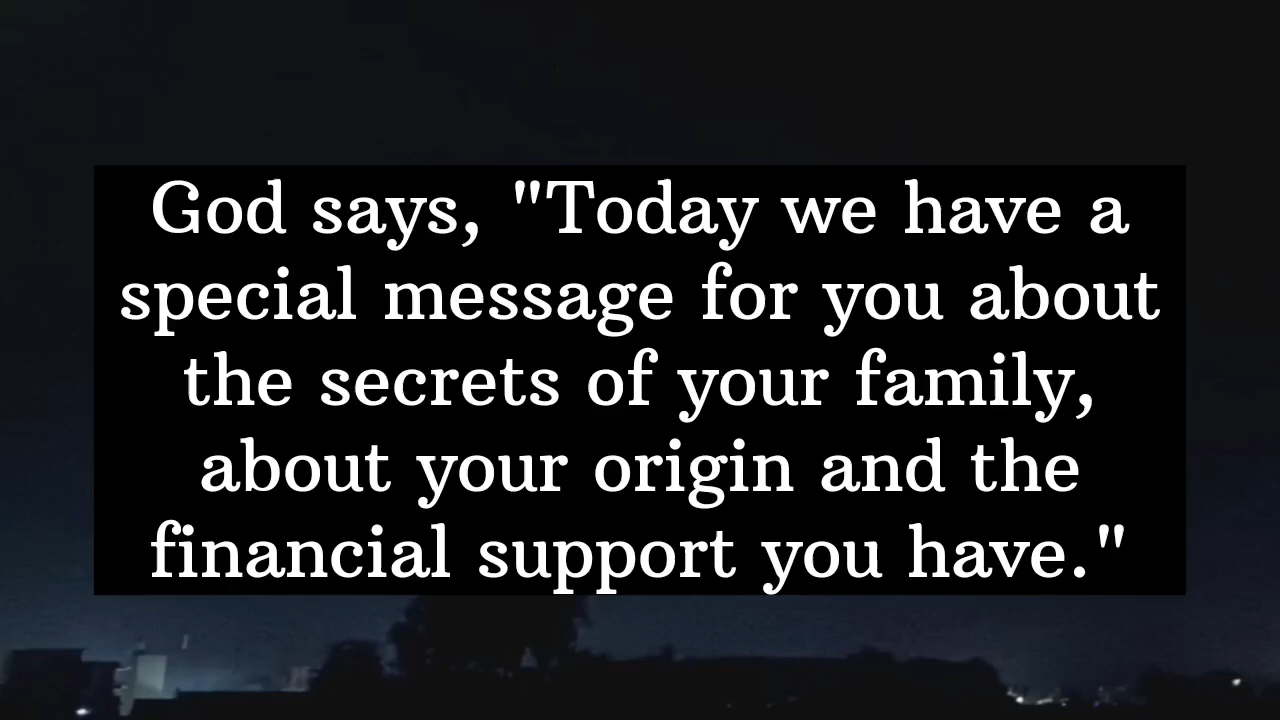 God says, "Today we have a
special message for you about
the secrets of your family,
about your origin and the
financial support you have."